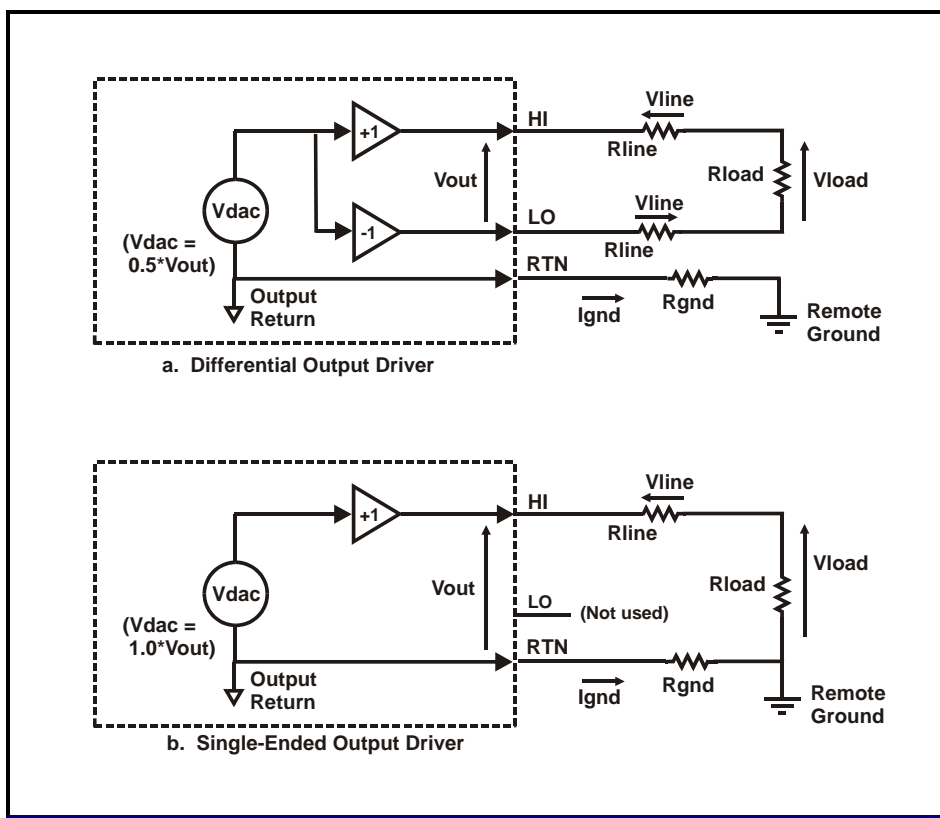 Vline
HI
+1
Rline
Vout
Rload
Vload
Vdac
Vline
LO
-1
Rline
(Vdac =
0.5*Vout)
RTN
Output
Return
Ignd
Rgnd
Remote
Ground
a. Differential Output Driver
Vline
HI
+1
Rline
Vout
Rload
Vload
Vdac
LO
(Not used)
(Vdac =
1.0*Vout)
RTN
Output
Return
Ignd
Rgnd
Remote
Ground
b. Single-Ended Output Driver